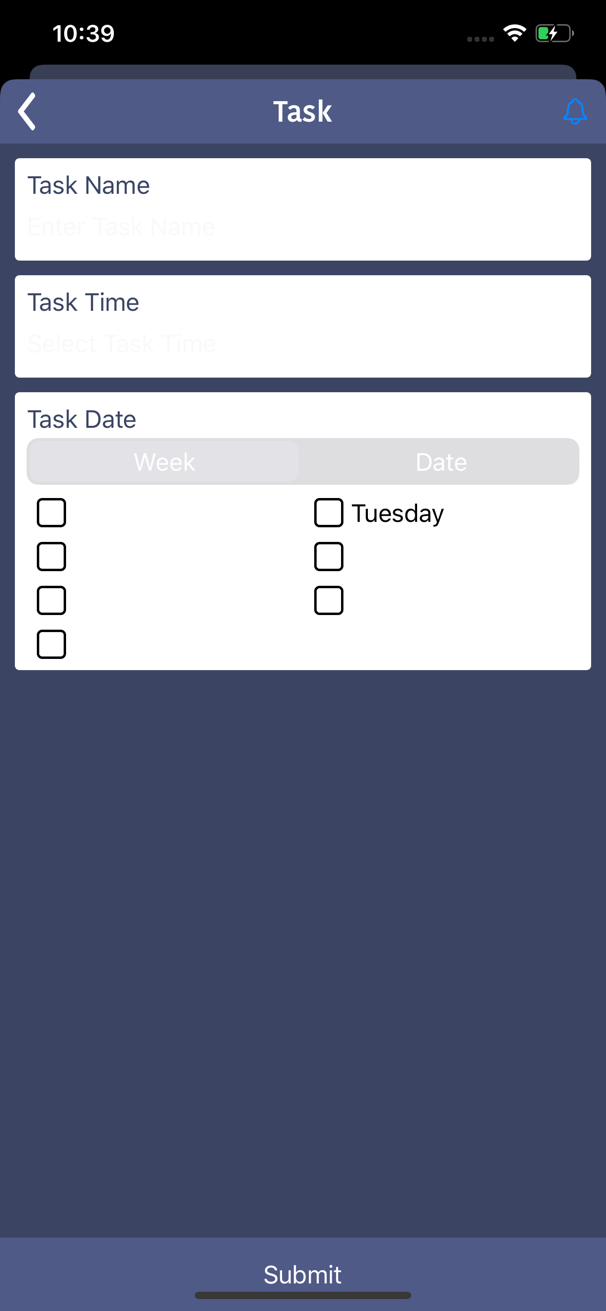 10:39
Task
Task Name
Enter Task Name
Task Time
Select Task Time
Task Date
Week Date
Tuesday
Submit